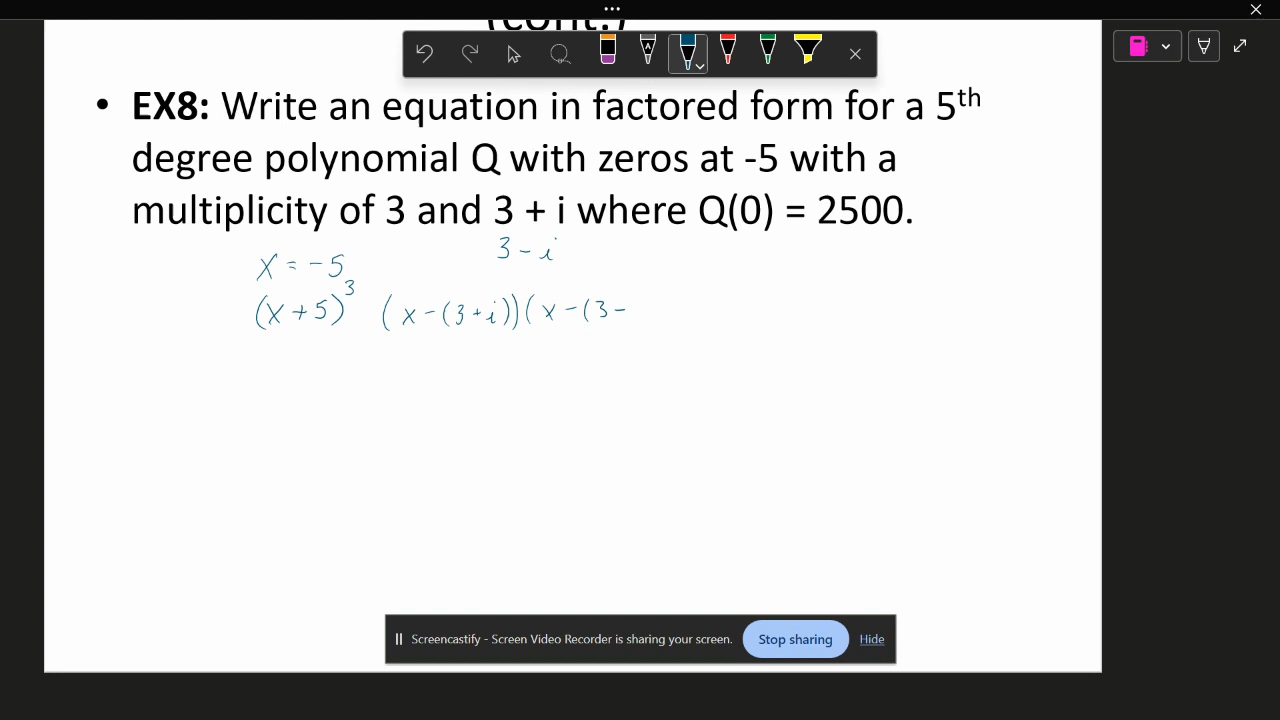 (cont.)
• EX8: Write an equation in factored form for a 5th
degree polynomial Q with zeros at -5 with a
multiplicity of 3 and 3 + i where Q(0) = 2500.
3 - i
x = -5
(x + 5)^3 (x - (3 + i))(x - (3 -
Screencastify - Screen Video Recorder is sharing your screen. Stop sharing Hide